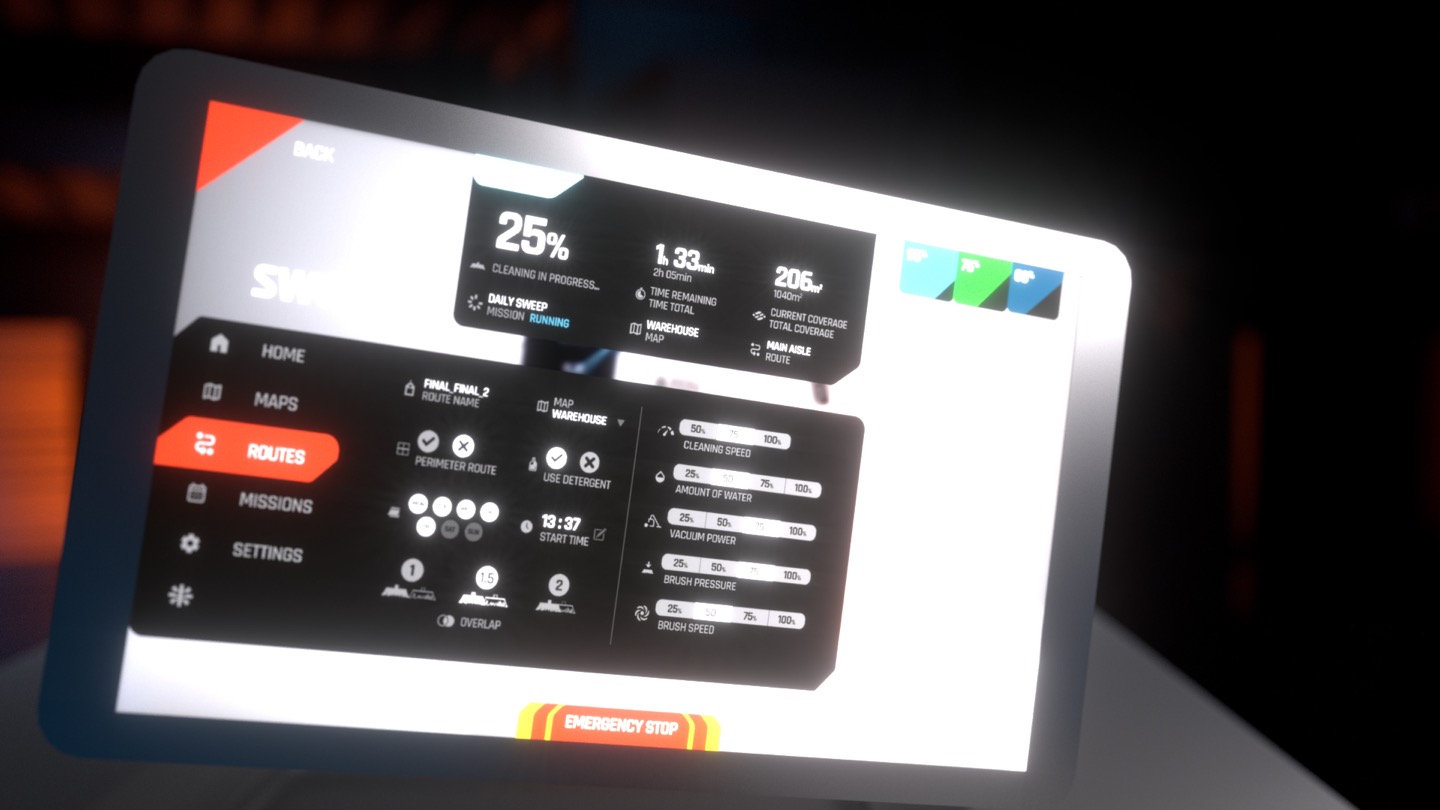 BACK
25%
CLEANING IN PROGRESS...
DAILY SWEEP
MISSION RUNNING
1h 33min
2h 05min
TIME REMAINING
TIME TOTAL
WAREHOUSE
MAP
206m²
1040m²
CURRENT COVERAGE
TOTAL COVERAGE
MAIN AISLE
ROUTE
HOME
MAPS
ROUTES
MISSIONS
SETTINGS
FINAL_FINAL_2
ROUTE NAME
MAP
WAREHOUSE
PERIMETER ROUTE
USE DETERGENT
13:37
START TIME
1
1.5
2
OVERLAP
50% 75 100%
CLEANING SPEED
25% 50 75% 100%
AMOUNT OF WATER
25% 50% 75 100%
VACUUM POWER
25% 50% 75 100%
BRUSH PRESSURE
25% 50 75% 100%
BRUSH SPEED
EMERGENCY STOP